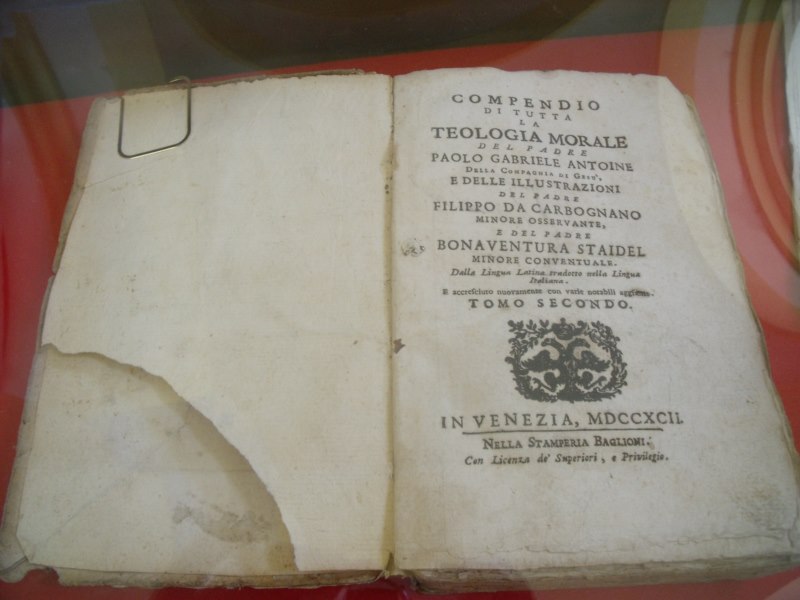 COMPENDIO
DI TUTTA
LA
TEOLOGIA MORALE
DEL PADRE
PAOLO GABRIELE ANTOINE
DELLA COMPAGNIA DI GESU',
E DELLE ILLUSTRAZIONI
DEL PADRE
FILIPPO DA CARBOGNANO
MINORE OSSERVANTE,
E DEL PADRE
BONAVENTURA STAIDEL
MINORE CONVENTUALE.
Dalla Lingua Latina tradotto nella Lingua
Italiana.
E accresciuto nuovamente con varie notabili aggiunte.
TOMO SECONDO.
IN VENEZIA, MDCCXCII.
NELLA STAMPERIA BAGLIONI.
Con Licenza de' Superiori, e Privilegio.